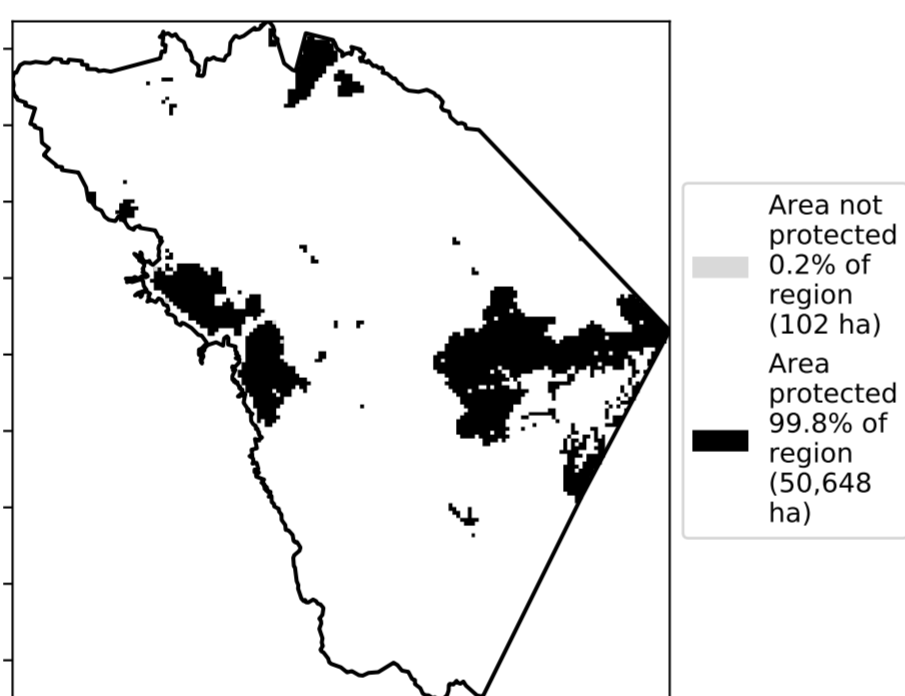 Area not
protected
0.2% of
region
(102 ha)
Area
protected
99.8% of
region
(50,648
ha)